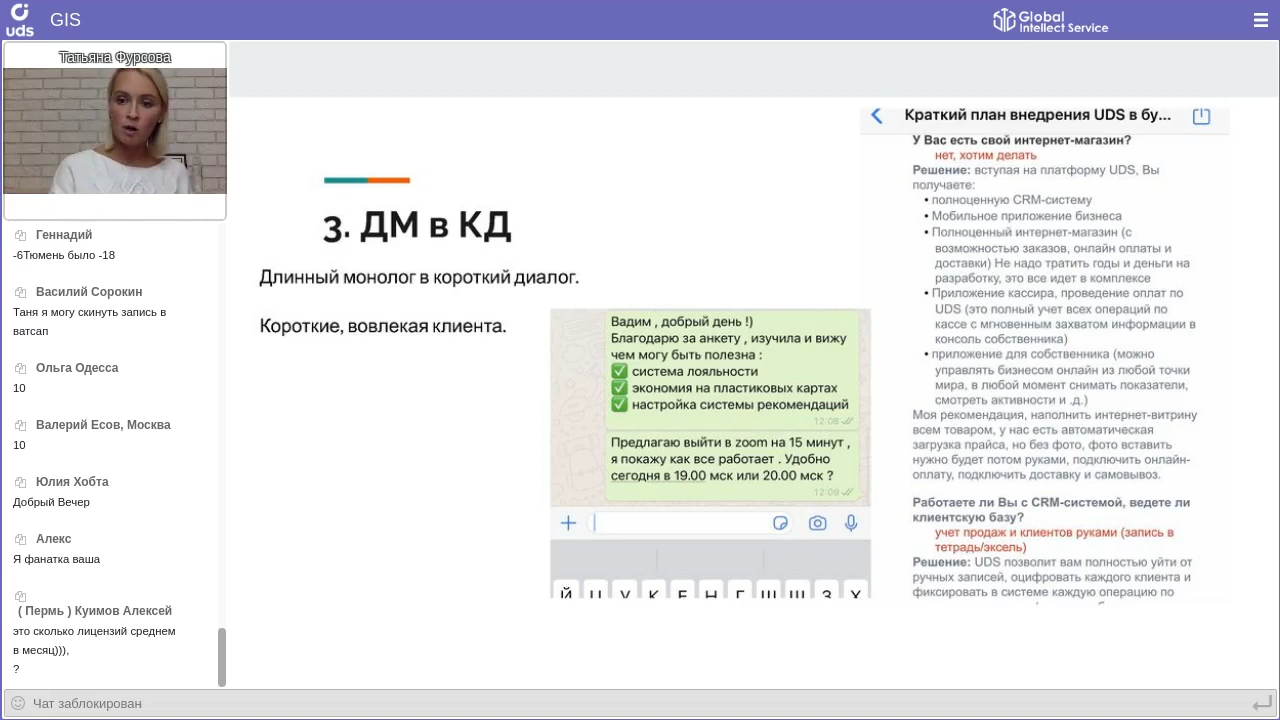 uds
GIS
Global
Intellect Service
Татьяна Фурсова
Геннадий
-6Тюмень было -18
Василий Сорокин
Таня я могу скинуть запись в
ватсап
Ольга Одесса
10
Валерий Есов, Москва
10
Юлия Хобта
Добрый Вечер
Алекс
Я фанатка ваша
( Пермь ) Куимов Алексей
это сколько лицензий среднем
в месяц))),
?
Чат заблокирован
3. ДМ в КД
Длинный монолог в короткий диалог.
Короткие, вовлекая клиента.
Вадим , добрый день !)
Благодарю за анкету , изучила и вижу
чем могу быть полезна :
✅ система лояльности
✅ экономия на пластиковых картах
✅ настройка системы рекомендаций
12:08
Предлагаю выйти в zoom на 15 минут ,
я покажу как все работает . Удобно
сегодня в 19.00 мск или 20.00 мск ?
12:09
Й Ц У К Е Н Г Ш Щ З Х
Краткий план внедрения UDS в бу...
У Вас есть свой интернет-магазин?
нет, хотим делать
Решение: вступая на платформу UDS, Вы
получаете:
• полноценную CRM-систему
• Мобильное приложение бизнеса
• Полноценный интернет-магазин (с
возможностью заказов, онлайн оплаты и
доставки) Не надо тратить годы и деньги на
разработку, это все идет в комплексе
• Приложение кассира, проведение оплат по
UDS (это полный учет всех операций по
кассе с мгновенным захватом информации в
консоль собственника)
• приложение для собственника (можно
управлять бизнесом онлайн из любой точки
мира, в любой момент снимать показатели,
смотреть активности и .д.)
Моя рекомендация, наполнить интернет-витрину
всем товаром, у нас есть автоматическая
загрузка прайса, но без фото, фото вставить
нужно будет потом руками, подключить онлайн-
оплату, подключить доставку и самовывоз.
Работаете ли Вы с CRM-системой, ведете ли
клиентскую базу?
учет продаж и клиентов руками (запись в
тетрадь/эксель)
Решение: UDS позволит вам полностью уйти от
ручных записей, оцифровать каждого клиента и
фиксировать в системе каждую операцию по